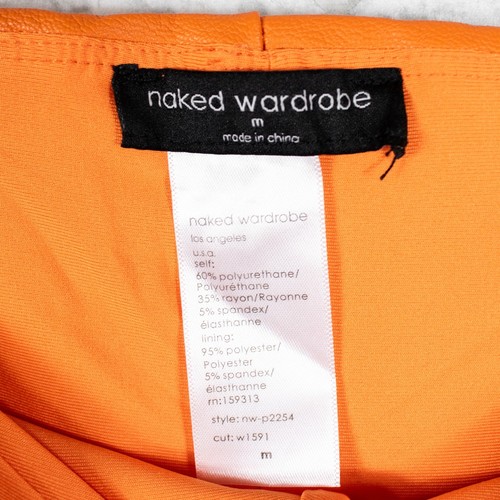 naked wardrobe
m
made in china
naked wardrobe
los angeles
u.s.a.
self:
60% polyurethane/
Polyuréthane
35% rayon/Rayonne
5% spandex/
élasthanne
lining:
95% polyester/
Polyester
5% spandex/
élasthanne
rn:159313
style: nw-p2254
cut: w1591
m